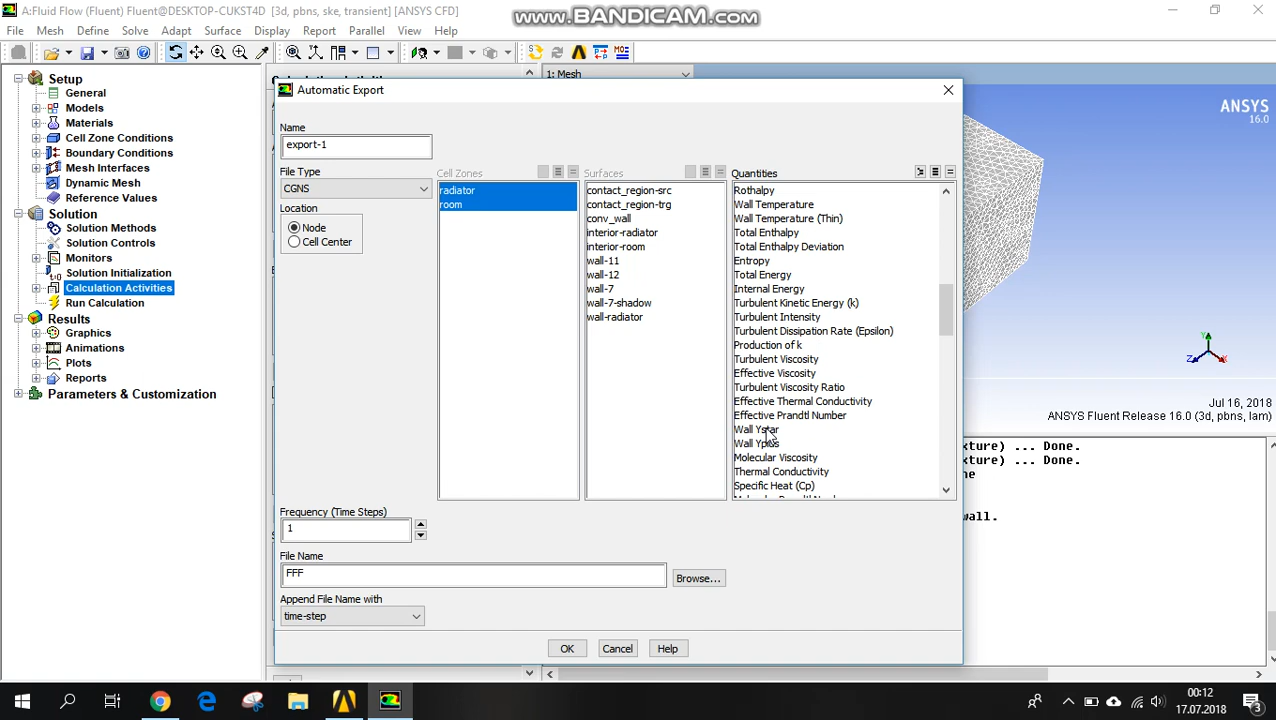 A:Fluid Flow (Fluent) Fluent@DESKTOP-CUKST4D [3d, pbns, ske, transient] [ANSYS CFD]
www.BANDICAM.com
File Mesh Define Solve Adapt Surface Display Report Parallel View Help
1: Mesh
Setup
General
Models
Materials
Cell Zone Conditions
Boundary Conditions
Mesh Interfaces
Dynamic Mesh
Reference Values
Solution
Solution Methods
Solution Controls
Monitors
Solution Initialization
Calculation Activities
Run Calculation
Results
Graphics
Animations
Plots
Reports
Parameters & Customization
Automatic Export
Name
export-1
File Type
CGNS
Location
Node
Cell Center
Cell Zones
radiator
room
Surfaces
contact_region-src
contact_region-trg
conv_wall
interior-radiator
interior-room
wall-11
wall-12
wall-7
wall-7-shadow
wall-radiator
Quantities
Rothalpy
Wall Temperature
Wall Temperature (Thin)
Total Enthalpy
Total Enthalpy Deviation
Entropy
Total Energy
Internal Energy
Turbulent Kinetic Energy (k)
Turbulent Intensity
Turbulent Dissipation Rate (Epsilon)
Production of k
Turbulent Viscosity
Effective Viscosity
Turbulent Viscosity Ratio
Effective Thermal Conductivity
Effective Prandtl Number
Wall Ystar
Wall Yplus
Molecular Viscosity
Thermal Conductivity
Specific Heat (Cp)
Frequency (Time Steps)
1
File Name
FFF
Browse...
Append File Name with
time-step
OK Cancel Help
ANSYS
16.0
Y
Z X
Jul 16, 2018
ANSYS Fluent Release 16.0 (3d, pbns, lam)
xture) ... Done.
xture) ... Done.
ne
wall.
00:12
17.07.2018
3